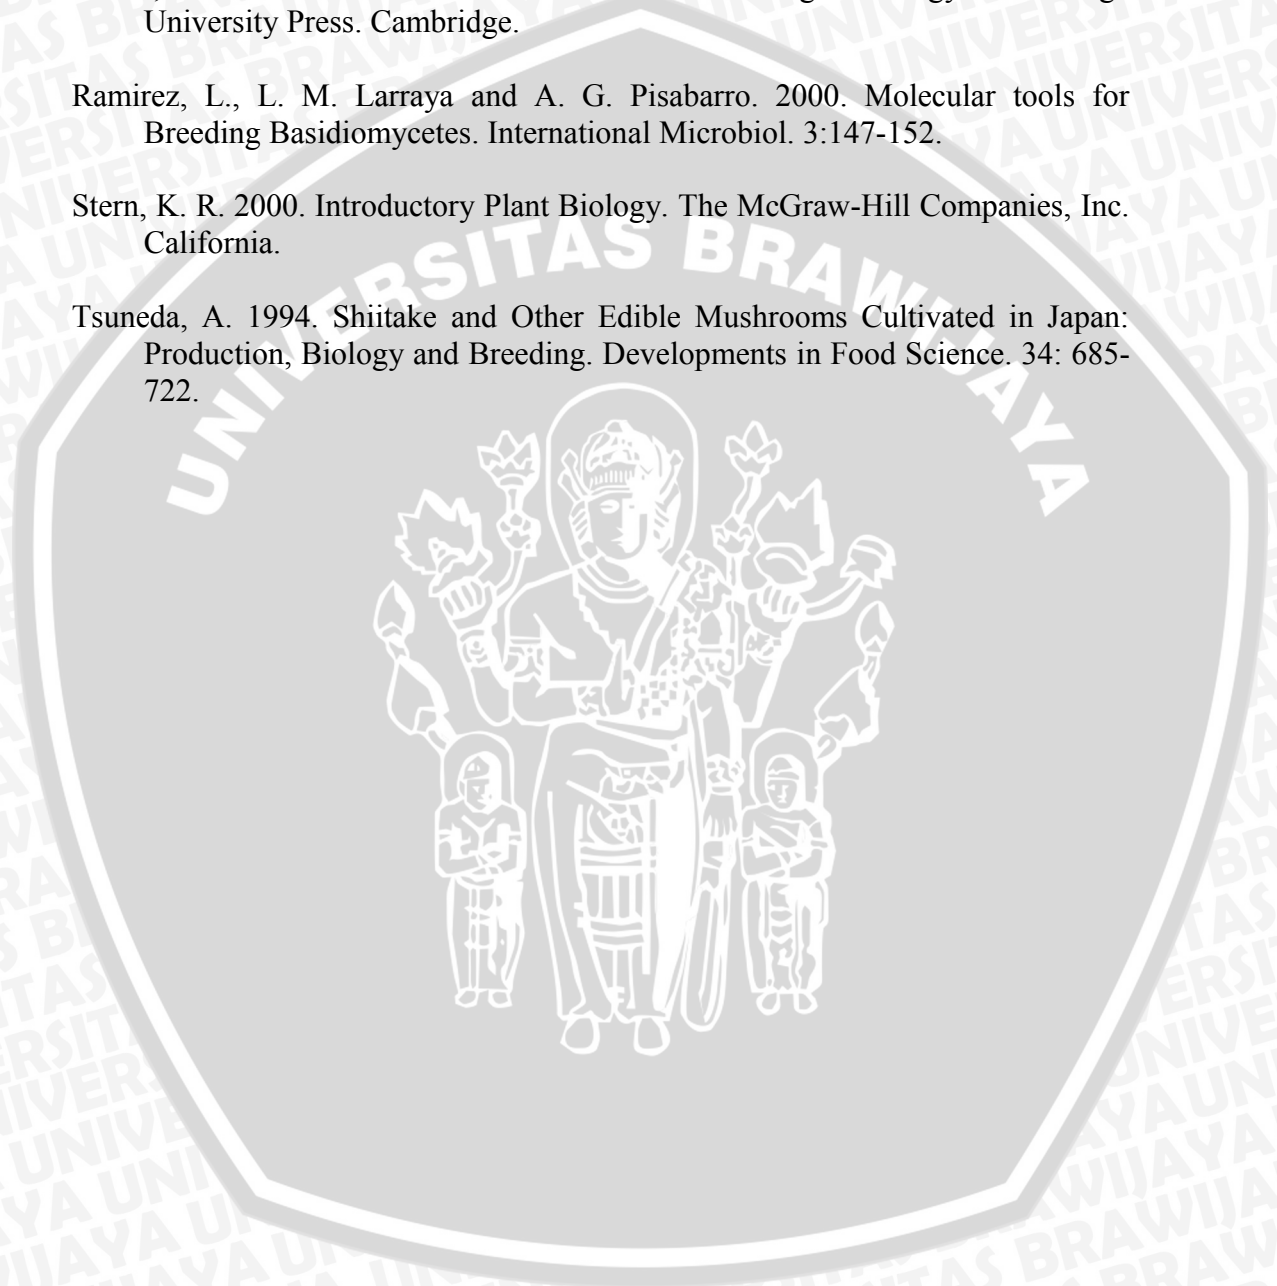 University Press. Cambridge.
Ramirez, L., L. M. Larraya and A. G. Pisabarro. 2000. Molecular tools for
Breeding Basidiomycetes. International Microbiol. 3:147-152.
Stern, K. R. 2000. Introductory Plant Biology. The McGraw-Hill Companies, Inc.
California.
Tsuneda, A. 1994. Shiitake and Other Edible Mushrooms Cultivated in Japan:
Production, Biology and Breeding. Developments in Food Science. 34: 685-
722.
UNIVERSITAS BRAWIJAYA